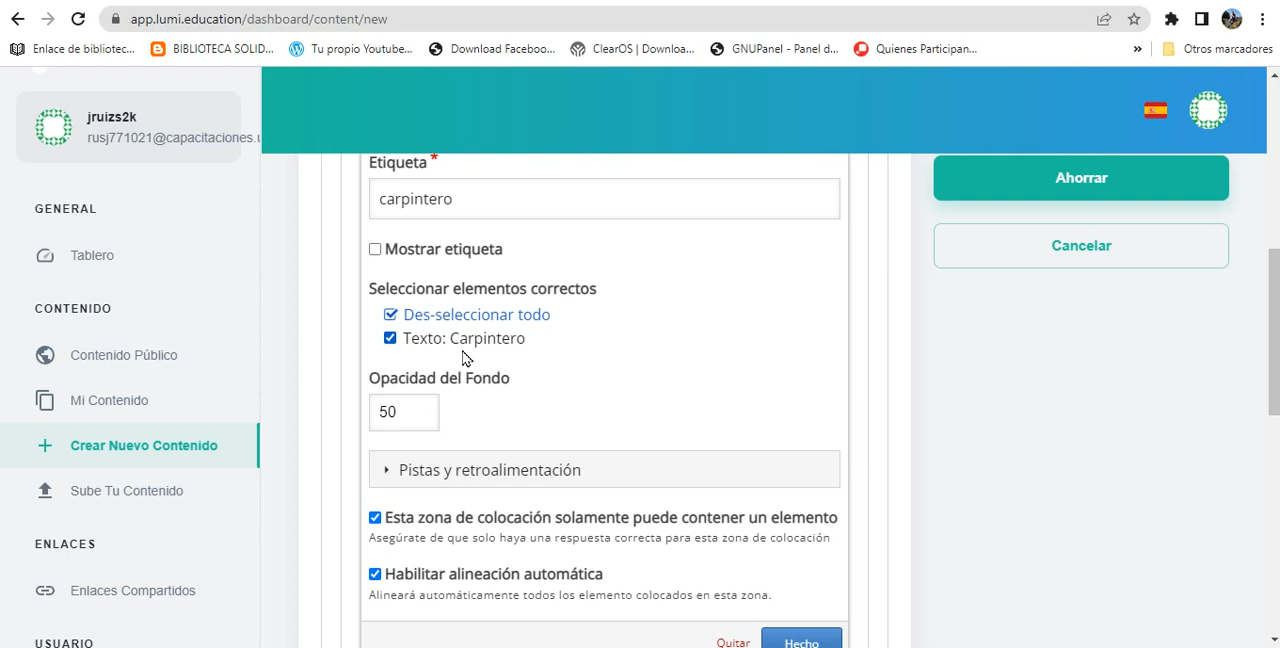 app.lumi.education/dashboard/content/new
Enlace de bibliotec... BIBLIOTECA SOLID... Tu propio Youtube... Download Faceboo... ClearOS | Downloa... GNUPanel - Panel d... Quienes Participan... » Otros marcadores
jruizs2k
rusj771021@capacitaciones.u
GENERAL
Tablero
CONTENIDO
Contenido Público
Mi Contenido
Crear Nuevo Contenido
Sube Tu Contenido
ENLACES
Enlaces Compartidos
USUARIO
Etiqueta *
carpintero
Mostrar etiqueta
Seleccionar elementos correctos
Des-seleccionar todo
Texto: Carpintero
Opacidad del Fondo
50
Pistas y retroalimentación
Esta zona de colocación solamente puede contener un elemento
Asegúrate de que solo haya una respuesta correcta para esta zona de colocación
Habilitar alineación automática
Alineará automáticamente todos los elemento colocados en esta zona.
Quitar Hecho
Ahorrar
Cancelar